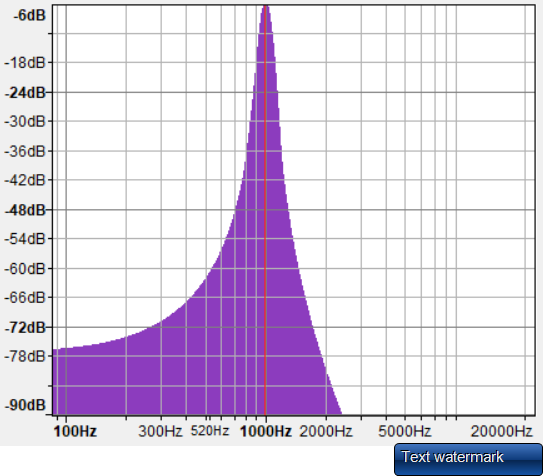 -6dB
-18dB
-24dB
-30dB
-36dB
-42dB
-48dB
-54dB
-60dB
-66dB
-72dB
-78dB
-90dB
100Hz 300Hz 520Hz 1000Hz 2000Hz 5000Hz 20000Hz
Text watermark